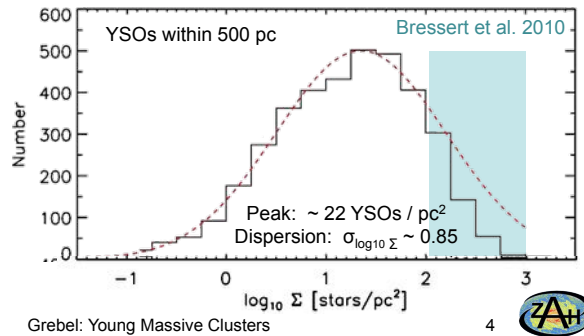 YSOs within 500 pc
Bressert et al. 2010
600
500
400
300
200
100
0
Number
Peak: ~ 22 YSOs / pc²
Dispersion: σlog10 Σ ~ 0.85
-1
0
1
2
3
log₁₀ Σ [stars/pc²]
Grebel: Young Massive Clusters
4
ZAH